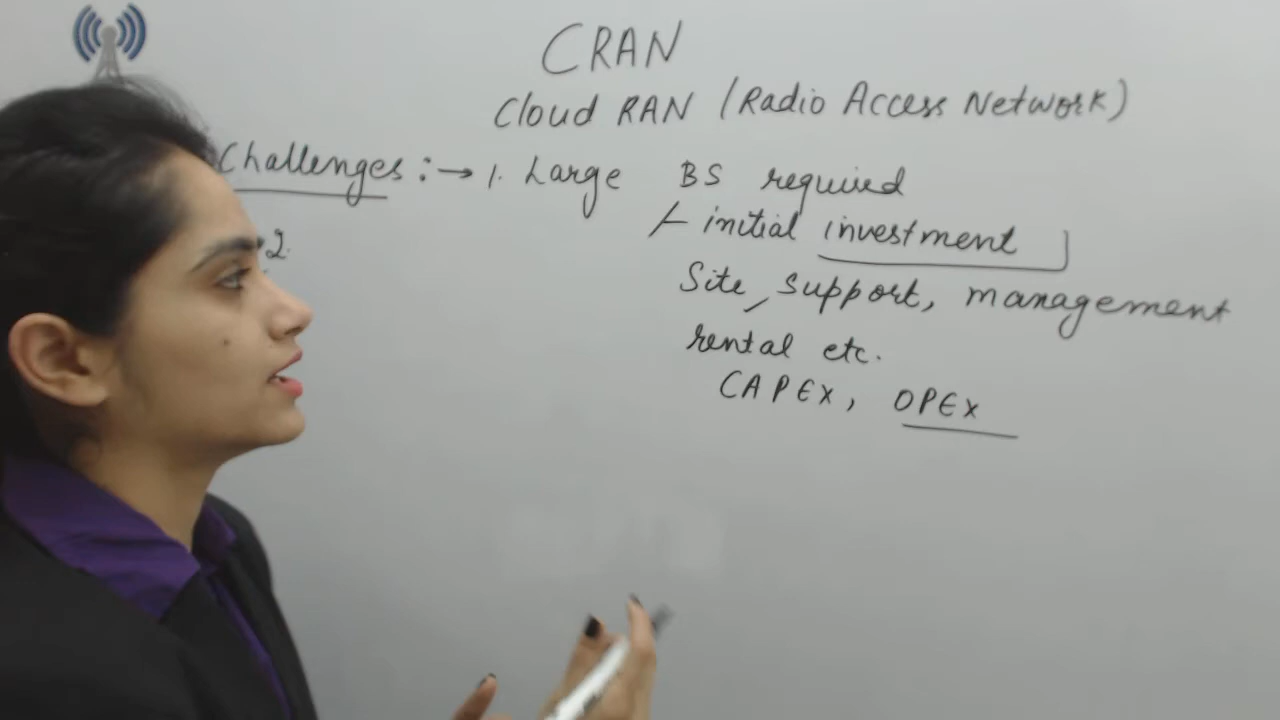 CRAN
Cloud RAN (Radio Access Network)
Challenges :→ 1. Large BS required
initial investment
2.
Site, support, management
rental etc.
CAPEX, OPEX